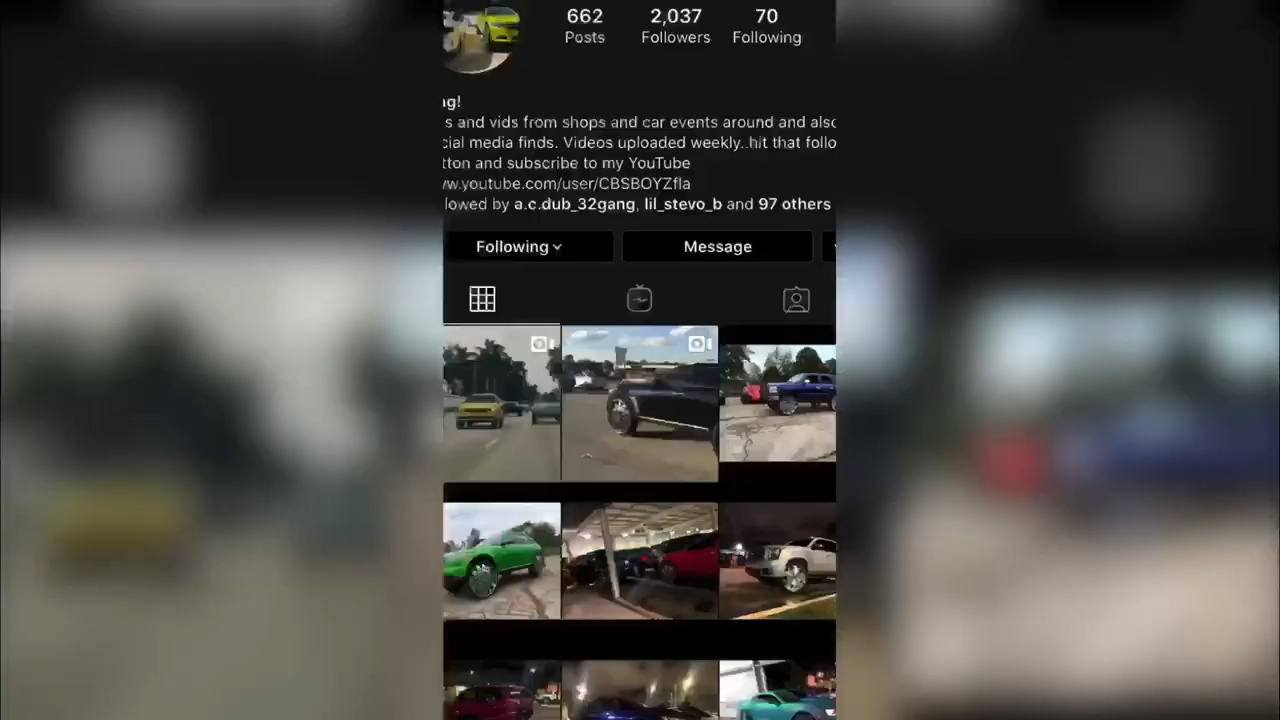 662 2,037 70
Posts Followers Following
ng!
s and vids from shops and car events around and also
cial media finds. Videos uploaded weekly..hit that follo
tton and subscribe to my YouTube
w.youtube.com/user/CBSBOYZfla
lowed by a.c.dub_32gang, lil_stevo_b and 97 others
Following Message